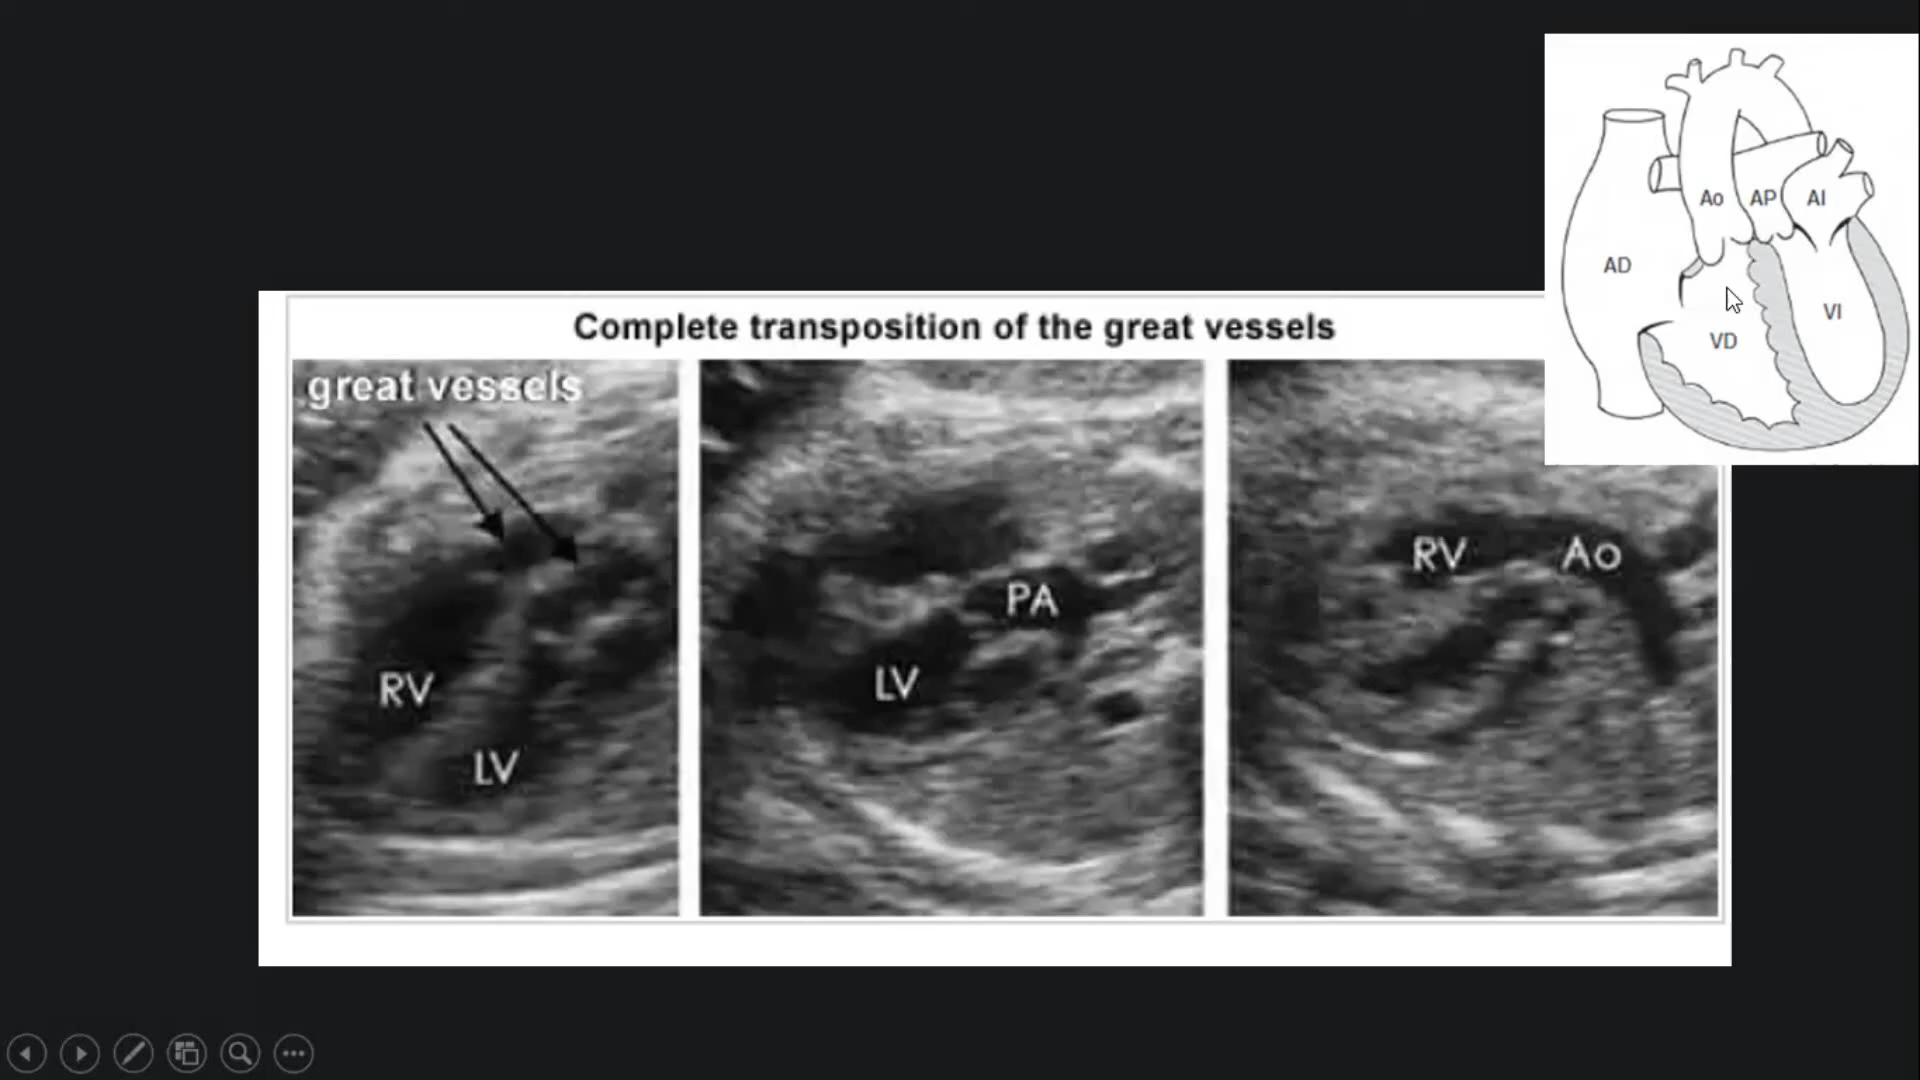 Complete transposition of the great vessels
great vessels
RV
LV
PA
LV
RV Ao
Ao AP AI
AD
VI
VD